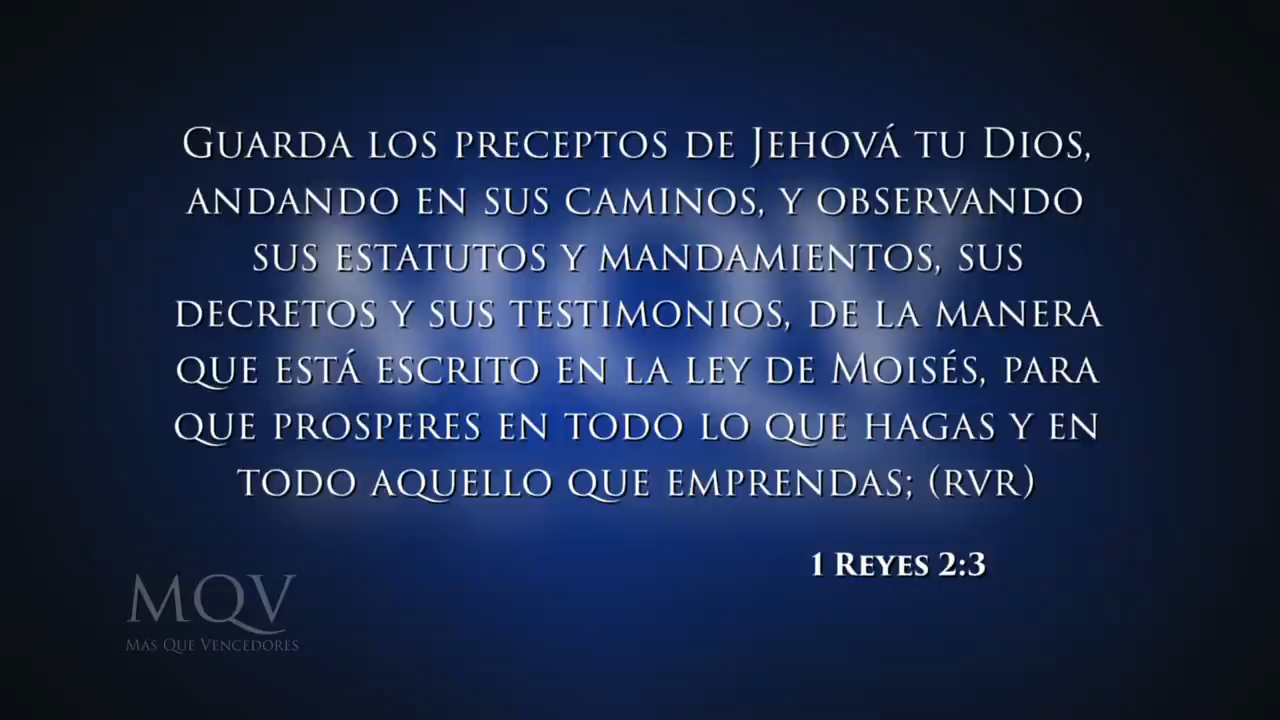 Guarda los preceptos de Jehová tu Dios,
andando en sus caminos, y observando
sus estatutos y mandamientos, sus
decretos y sus testimonios, de la manera
que está escrito en la ley de Moisés, para
que prosperes en todo lo que hagas y en
todo aquello que emprendas; (RVR)
1 Reyes 2:3
MQV
Más Que Vencedores